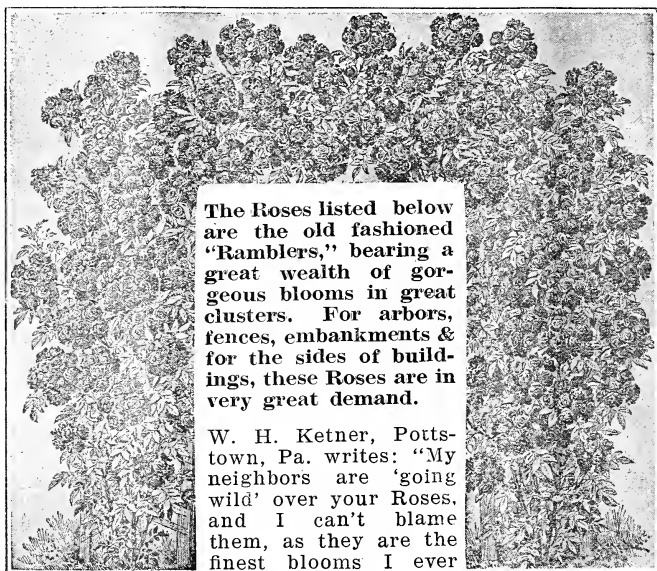 The Roses listed below
are the old fashioned
“Ramblers,” bearing a
great wealth of gor-
geous blooms in great
clusters. For arbors,
fences, embankments &
for the sides of build-
ings, these Roses are in
very great demand.
W. H. Ketner, Potts-
town, Pa. writes: “My
neighbors are ‘going
wild’ over your Roses,
and I can’t blame
them, as they are the
finest blooms I ever